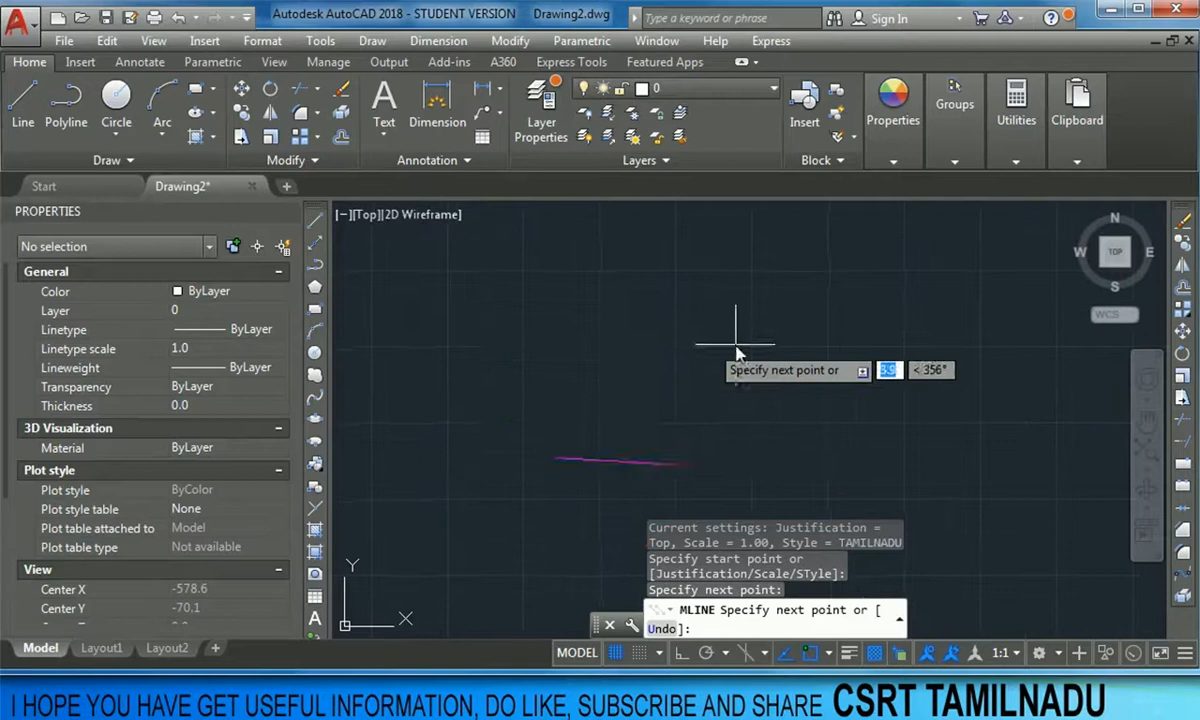 Autodesk AutoCAD 2018 - STUDENT VERSION Drawing2.dwg Type a keyword or phrase Sign In
File Edit View Insert Format Tools Draw Dimension Modify Parametric Window Help Express
Home Insert Annotate Parametric View Manage Output Add-ins A360 Express Tools Featured Apps
Line Polyline Circle Arc Text Dimension Layer Properties 0 Insert Properties Groups Utilities Clipboard
Draw Modify Annotation Layers Block
Start Drawing2* +
PROPERTIES
[−][Top][2D Wireframe]
No selection
General
Color ByLayer
Layer 0
Linetype ByLayer
Linetype scale 1.0
Lineweight ByLayer
Transparency ByLayer
Thickness 0.0
3D Visualization
Material ByLayer
Plot style
Plot style ByColor
Plot style table None
Plot table attached to Model
Plot table type Not available
View
Center X -578.6
Center Y -70.1
N
W TOP E
S
WCS
Specify next point or 3.9 < 356°
Current settings: Justification =
Top, Scale = 1.00, Style = TAMILNADU
Specify start point or
[Justification/Scale/STyle]:
Specify next point:
MLINE Specify next point or [
Undo]:
Y
X
Model Layout1 Layout2 +
MODEL 1:1
I HOPE YOU HAVE GET USEFUL INFORMATION, DO LIKE, SUBSCRIBE AND SHARE CSRT TAMILNADU